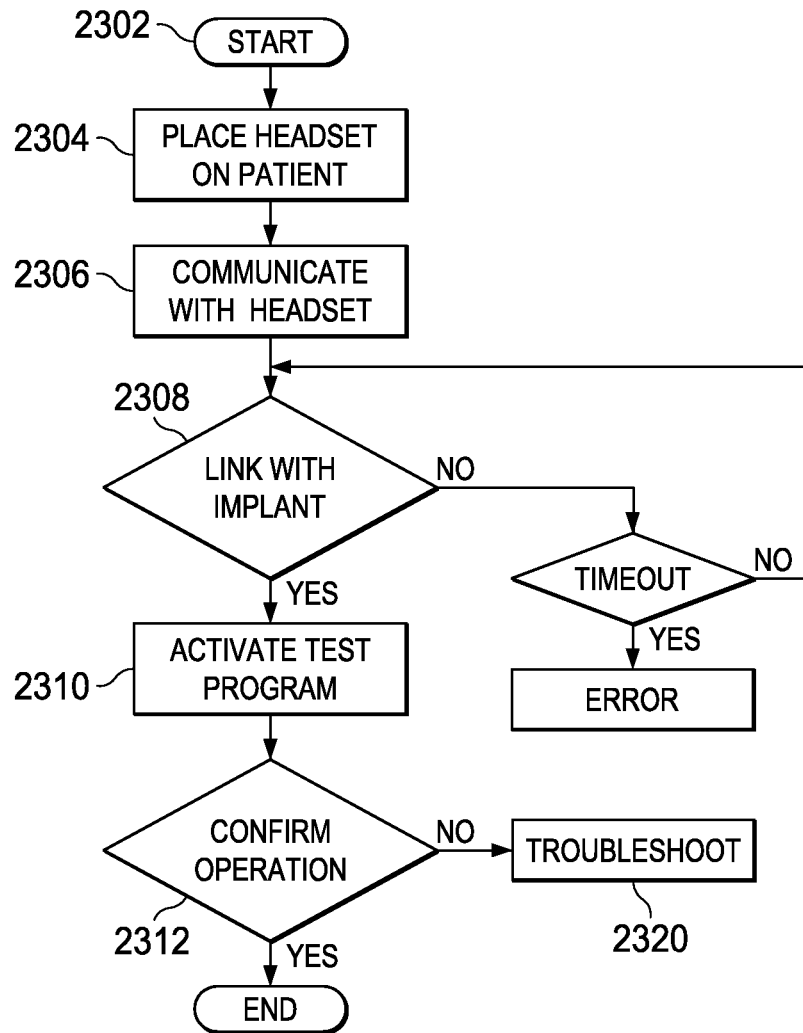 2302
START
2304
PLACE HEADSET
ON PATIENT
2306
COMMUNICATE
WITH HEADSET
2308
LINK WITH
IMPLANT
NO
TIMEOUT
NO
YES
YES
2310
ACTIVATE TEST
PROGRAM
ERROR
CONFIRM
OPERATION
NO
TROUBLESHOOT
2312
2320
YES
END